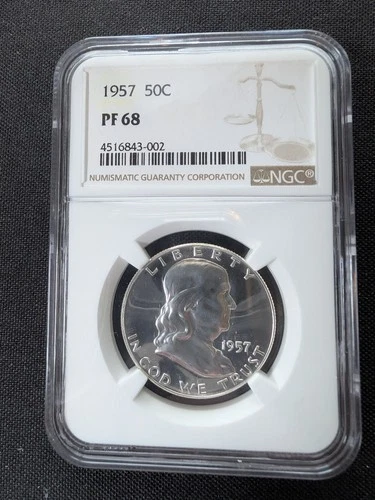 1957 50C
PF 68
4516843-002
NUMISMATIC GUARANTY CORPORATION
NGC®
LIBERTY
1957
IN GOD WE TRUST